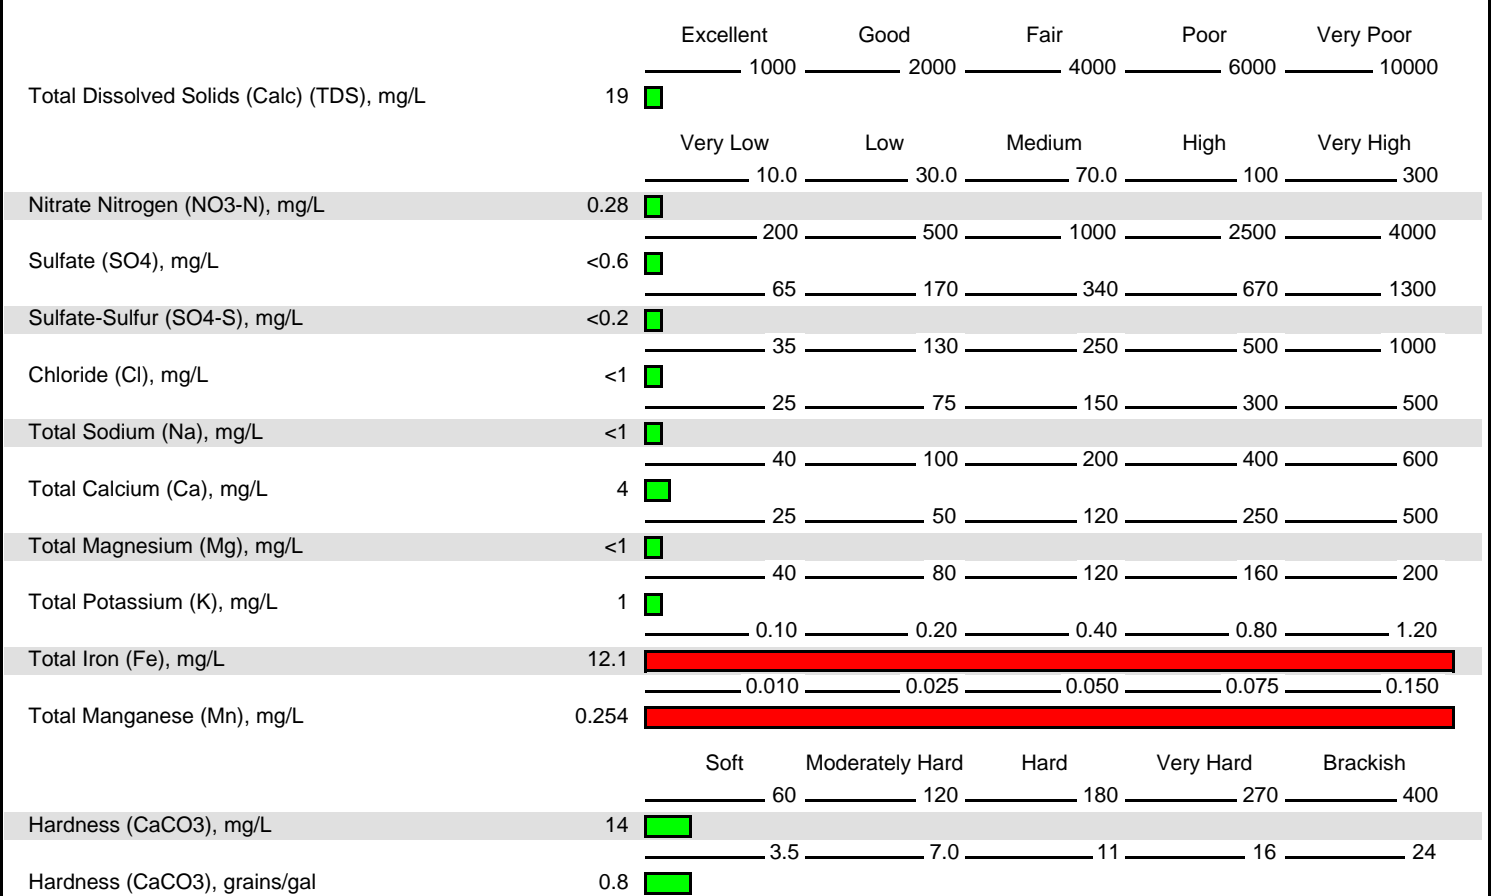 Excellent Good Fair Poor Very Poor
1000 2000 4000 6000 10000
Total Dissolved Solids (Calc) (TDS), mg/L 19
Very Low Low Medium High Very High
10.0 30.0 70.0 100 300
Nitrate Nitrogen (NO3-N), mg/L 0.28
200 500 1000 2500 4000
Sulfate (SO4), mg/L <0.6
65 170 340 670 1300
Sulfate-Sulfur (SO4-S), mg/L <0.2
35 130 250 500 1000
Chloride (Cl), mg/L <1
25 75 150 300 500
Total Sodium (Na), mg/L <1
40 100 200 400 600
Total Calcium (Ca), mg/L 4
25 50 120 250 500
Total Magnesium (Mg), mg/L <1
40 80 120 160 200
Total Potassium (K), mg/L 1
0.10 0.20 0.40 0.80 1.20
Total Iron (Fe), mg/L 12.1
0.010 0.025 0.050 0.075 0.150
Total Manganese (Mn), mg/L 0.254
Soft Moderately Hard Hard Very Hard Brackish
60 120 180 270 400
Hardness (CaCO3), mg/L 14
3.5 7.0 11 16 24
Hardness (CaCO3), grains/gal 0.8